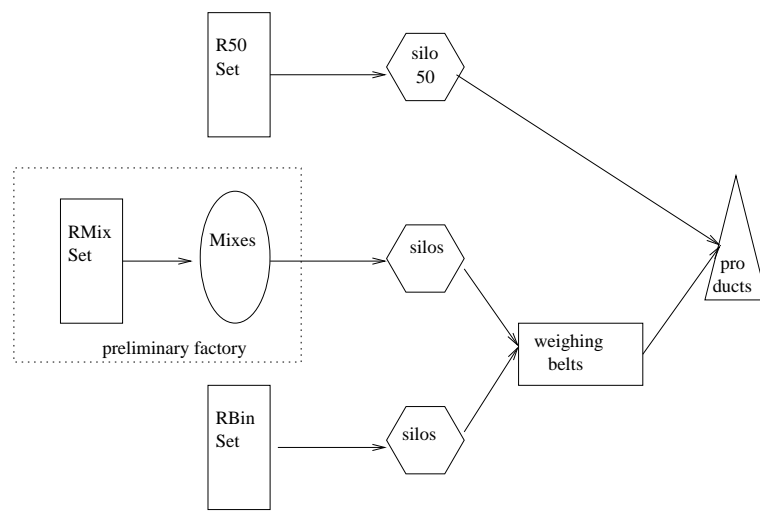 R50
Set
silo
50
RMix
Set
Mixes
silos
pro
ducts
preliminary factory
weighing
belts
RBin
Set
silos